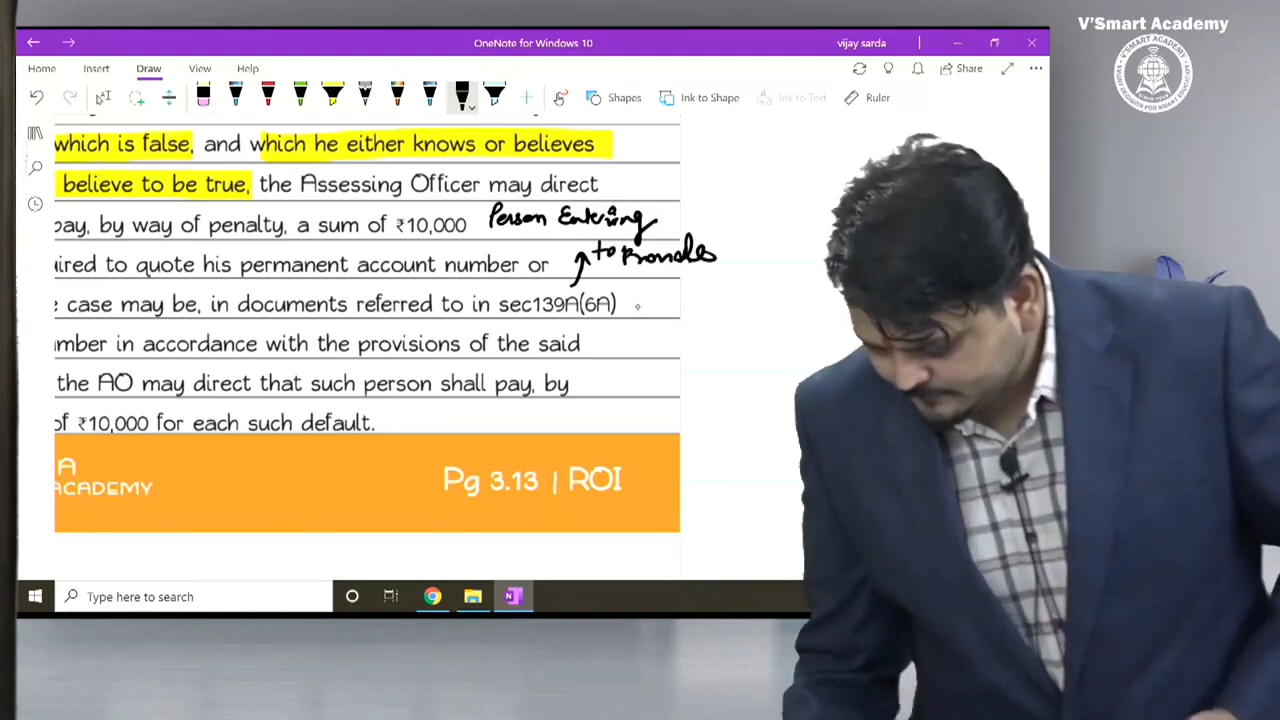 V'Smart Academy
OneNote for Windows 10
vijay sarda
Home Insert Draw View Help
Share
Shapes Ink to Shape Ink to Text Ruler
which is false, and which he either knows or believes
believe to be true, the Assessing Officer may direct
pay, by way of penalty, a sum of ₹10,000 Person Entering
to
ired to quote his permanent account number or
case may be, in documents referred to in sec139A(6A)
mber in accordance with the provisions of the said
the AO may direct that such person shall pay, by
of ₹10,000 for each such default.
A
ACADEMY
Pg 3.13 | ROI
Type here to search